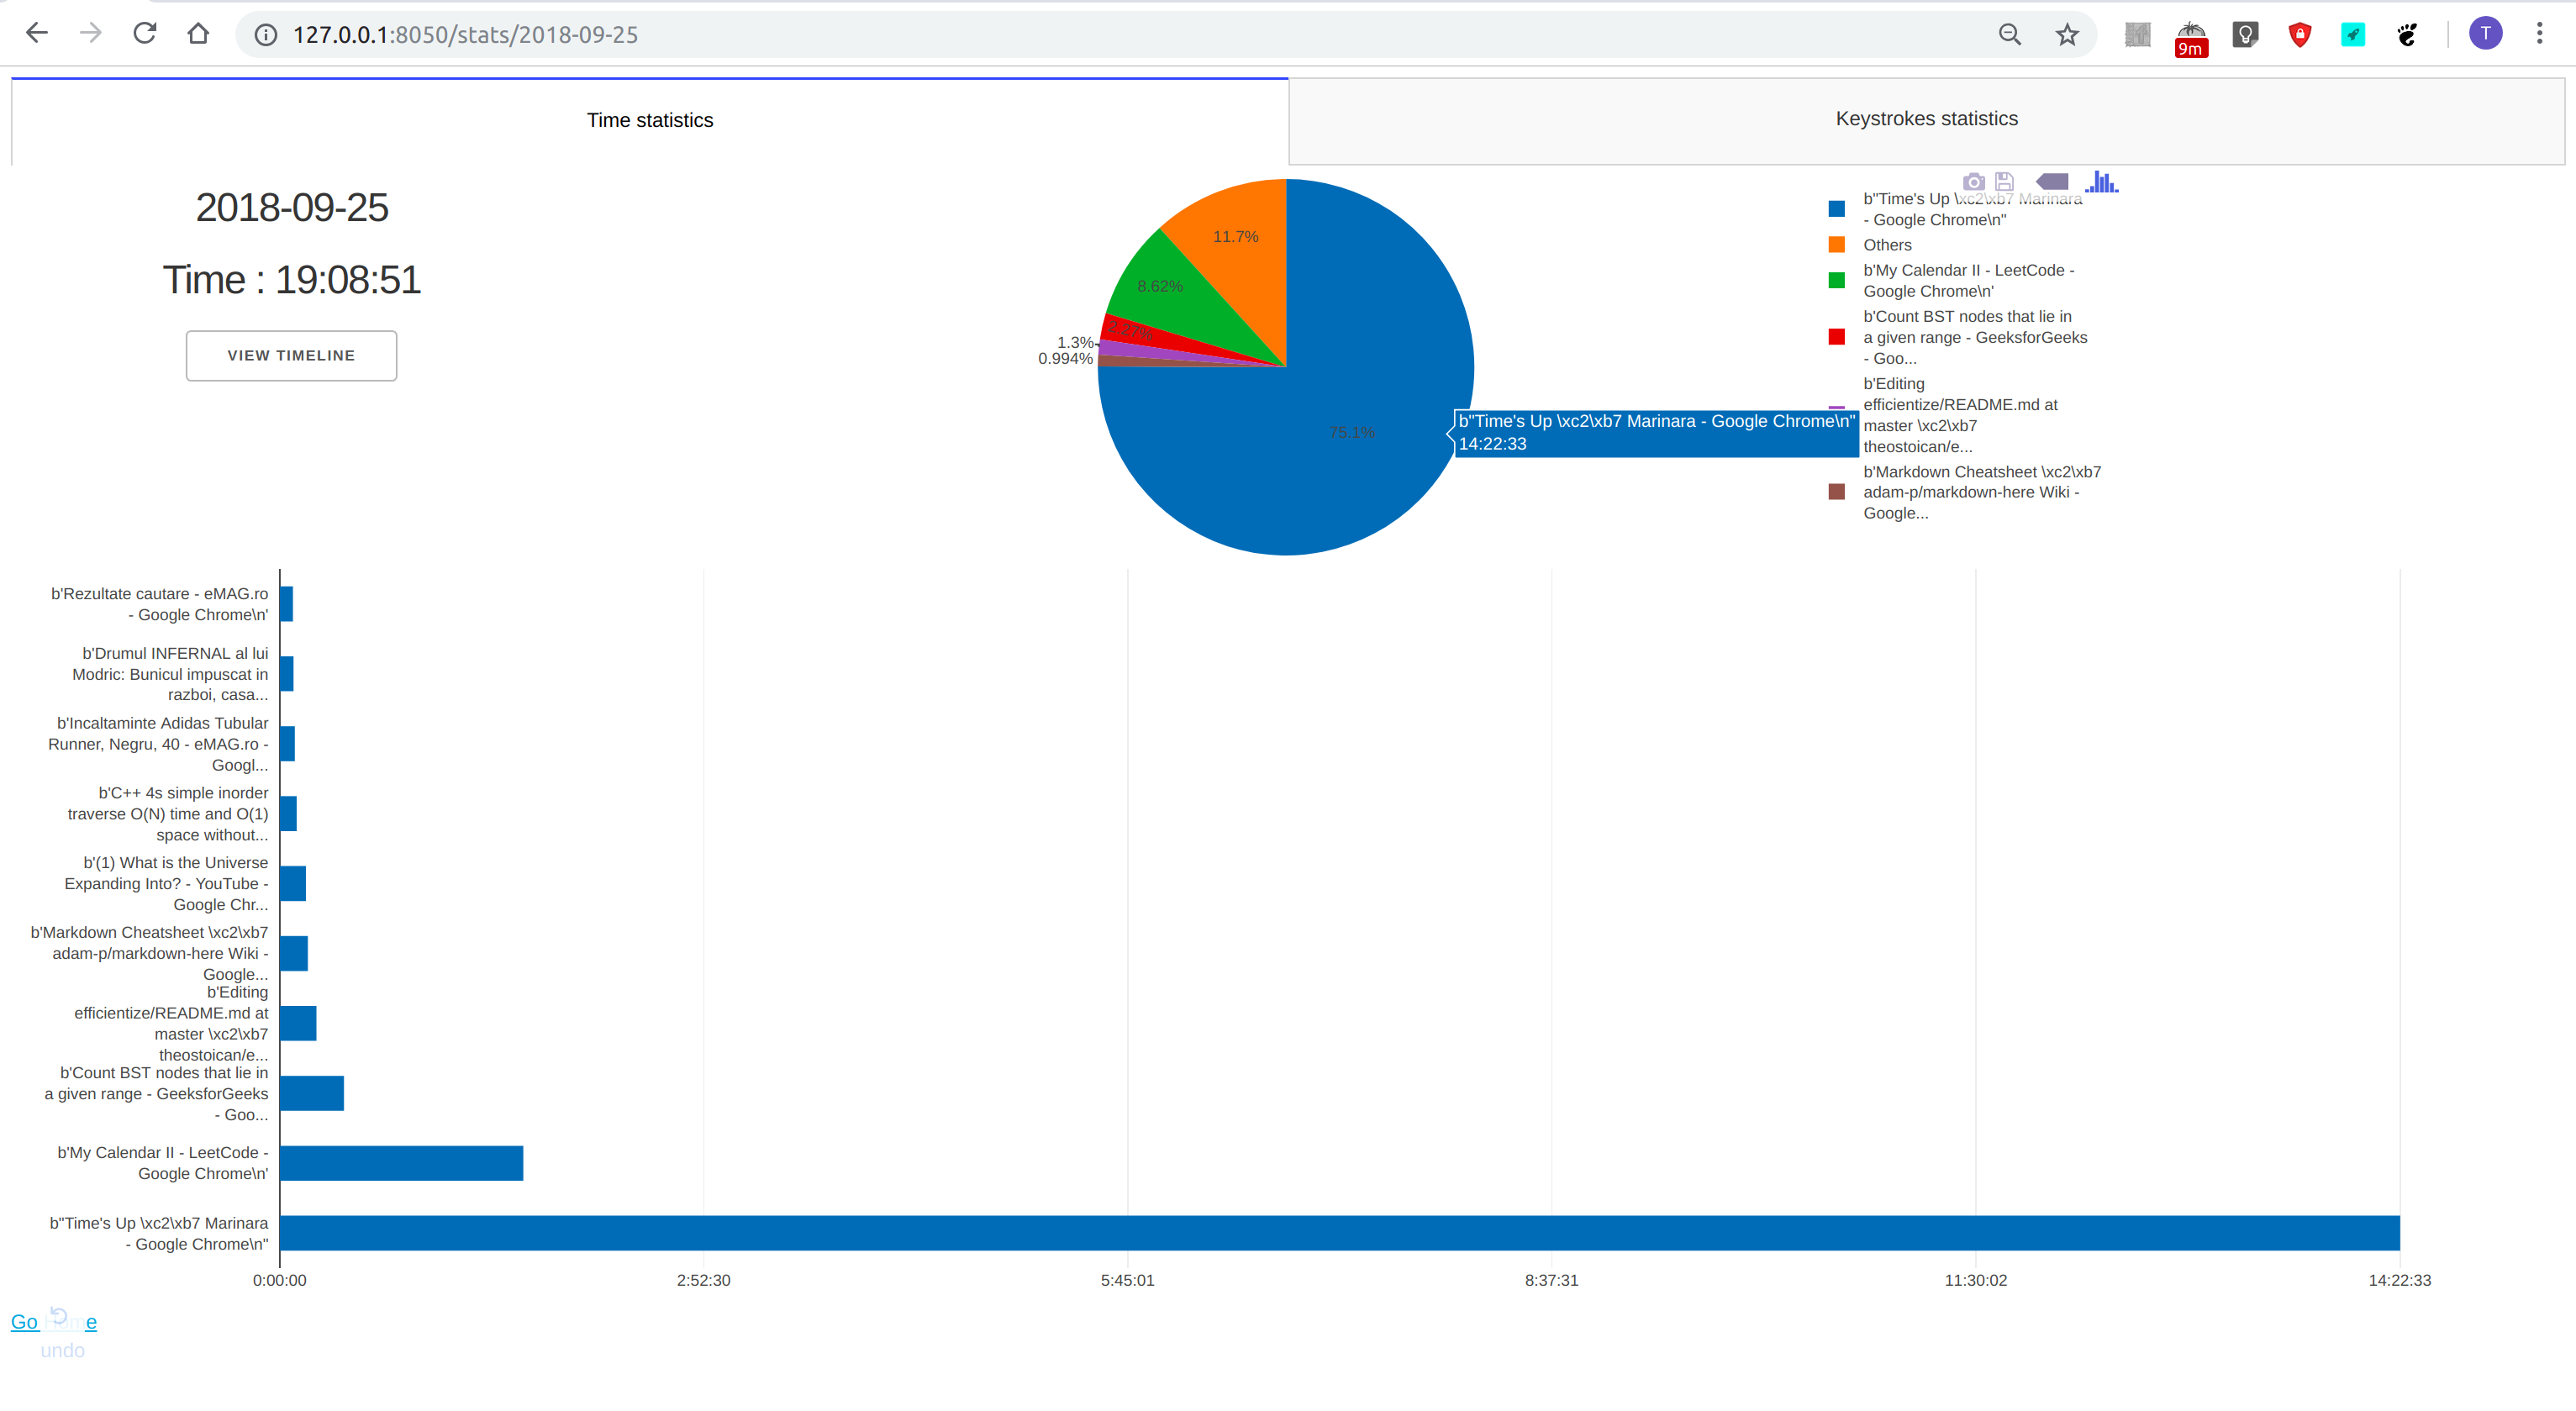 127.0.0.1:8050/stats/2018-09-25
9m
T
Time statistics
Keystrokes statistics
2018-09-25
Time : 19:08:51
VIEW TIMELINE
11.7%
8.62%
2.27%
1.3%
0.994%
75.1%
b"Time's Up \xc2\xb7 Marinara - Google Chrome\n"
14:22:33
b"Time's Up \xc2\xb7 Marinara
- Google Chrome\n"
Others
b'My Calendar II - LeetCode -
Google Chrome\n'
b'Count BST nodes that lie in
a given range - GeeksforGeeks
- Goo...
b'Editing
efficientize/README.md at
master \xc2\xb7
theostoican/e...
b'Markdown Cheatsheet \xc2\xb7
adam-p/markdown-here Wiki -
Google...
b'Rezultate cautare - eMAG.ro
- Google Chrome\n'
b'Drumul INFERNAL al lui
Modric: Bunicul impuscat in
razboi, casa...
b'Incaltaminte Adidas Tubular
Runner, Negru, 40 - eMAG.ro -
Googl...
b'C++ 4s simple inorder
traverse O(N) time and O(1)
space without...
b'(1) What is the Universe
Expanding Into? - YouTube -
Google Chr...
b'Markdown Cheatsheet \xc2\xb7
adam-p/markdown-here Wiki -
Google...
b'Editing
efficientize/README.md at
master \xc2\xb7
theostoican/e...
b'Count BST nodes that lie in
a given range - GeeksforGeeks
- Goo...
b'My Calendar II - LeetCode -
Google Chrome\n'
b"Time's Up \xc2\xb7 Marinara
- Google Chrome\n"
0:00:00
2:52:30
5:45:01
8:37:31
11:30:02
14:22:33
Go Home
undo